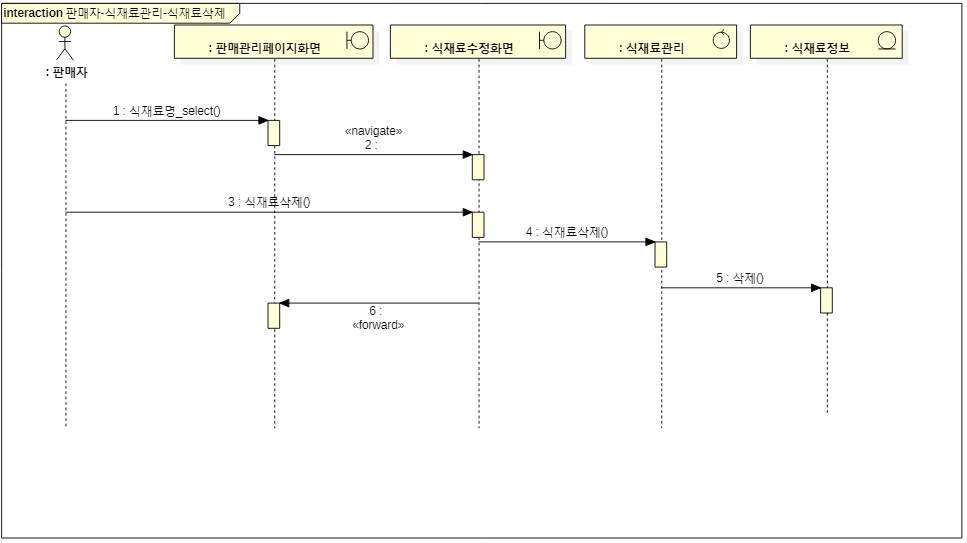 interaction 판매자-식재료관리-식재료삭제
: 판매자
: 판매관리페이지화면
: 식재료수정화면
: 식재료관리
: 식재료정보
1 : 식재료명_select()
«navigate»
2 :
3 : 식재료삭제()
4 : 식재료삭제()
5 : 삭제()
6 :
«forward»